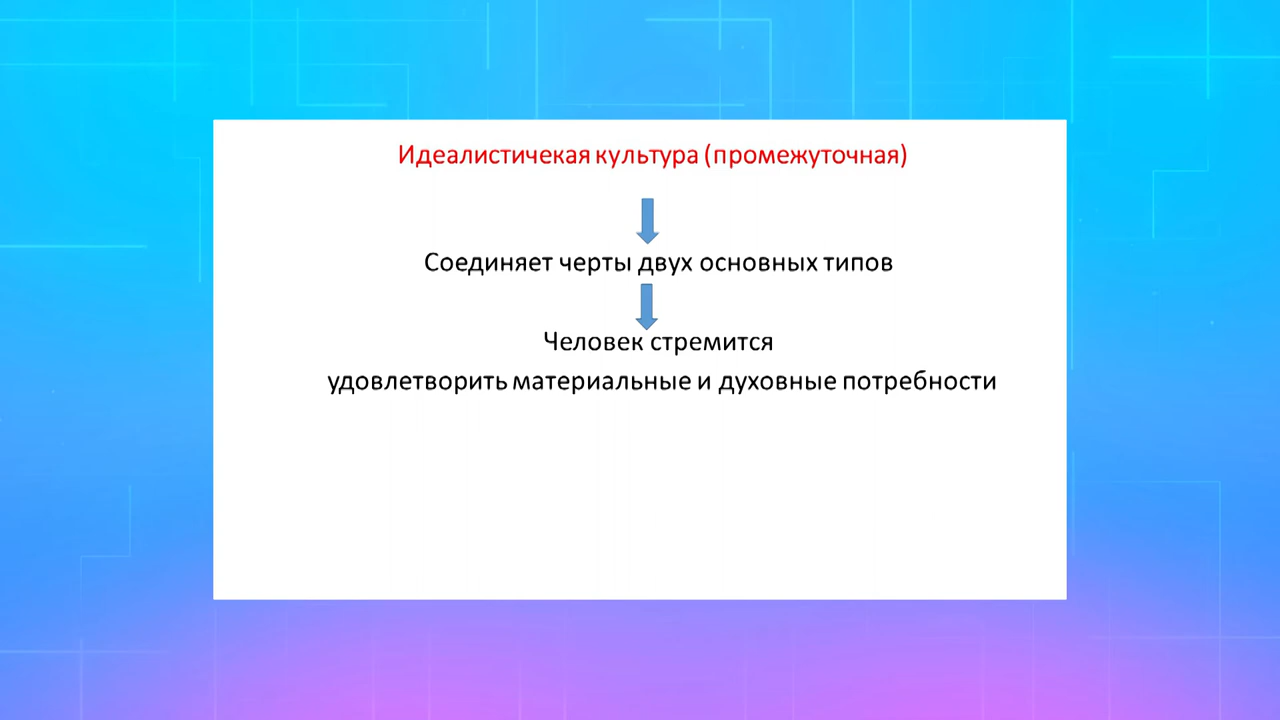 Идеалистичекая культура (промежуточная)
Соединяет черты двух основных типов
Человек стремится
удовлетворить материальные и духовные потребности